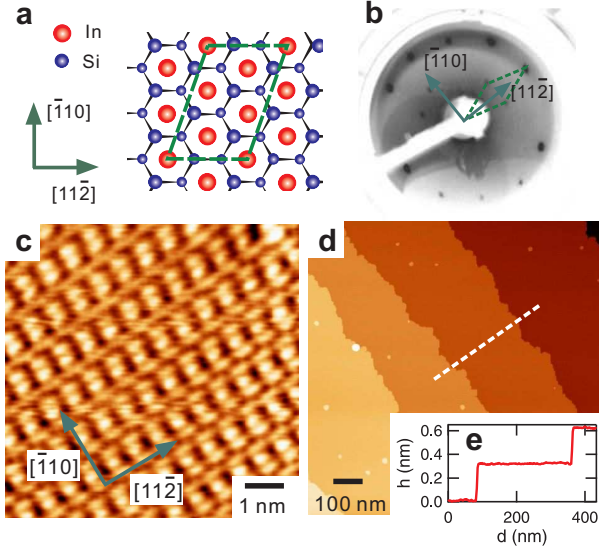 a
In
Si
[1̄10]
[112̄]
b
[1̄10]
[112̄]
c
[1̄10]
[112̄]
1 nm
d
100 nm
e
h (nm)
0.6
0.4
0.2
0.0
0
200
400
d (nm)